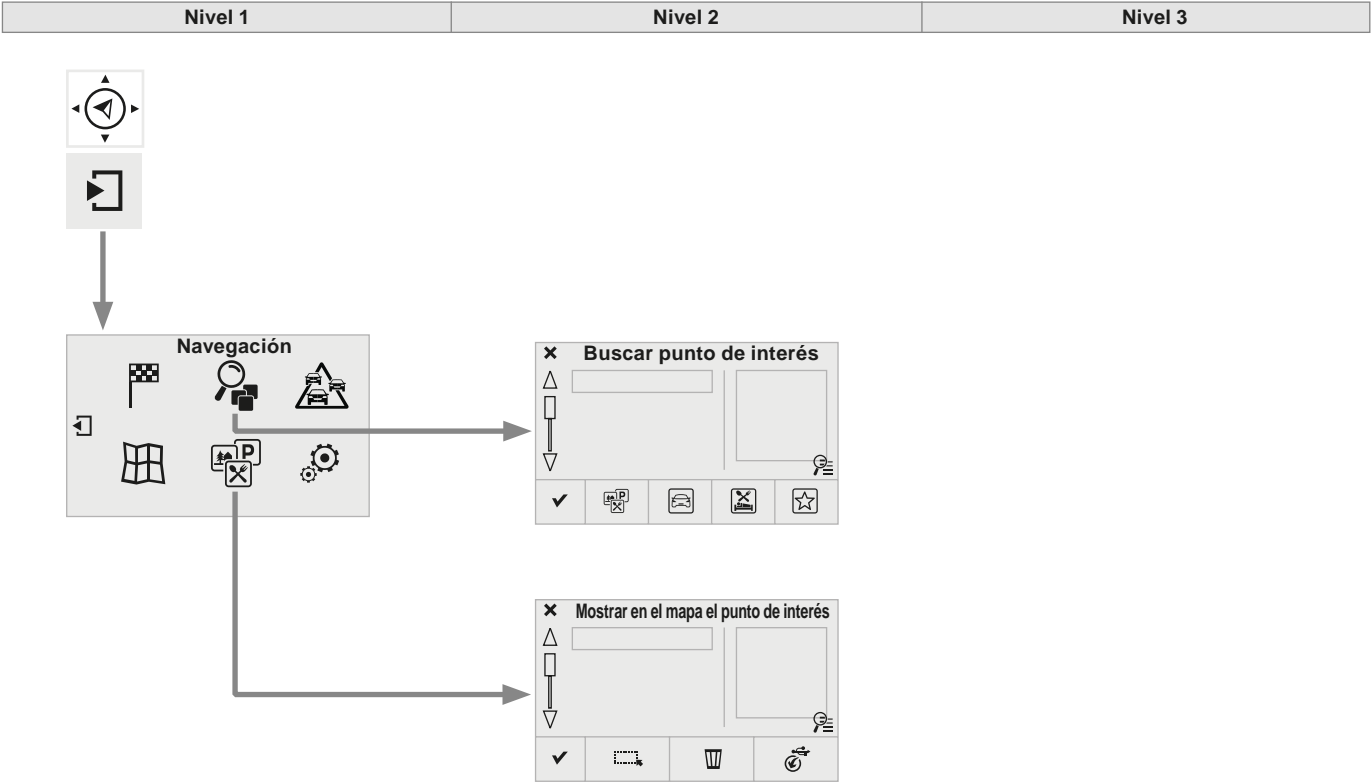 Nivel 1
Nivel 2
Nivel 3
Navegación
P
Buscar punto de interés
P
Mostrar en el mapa el punto de interés